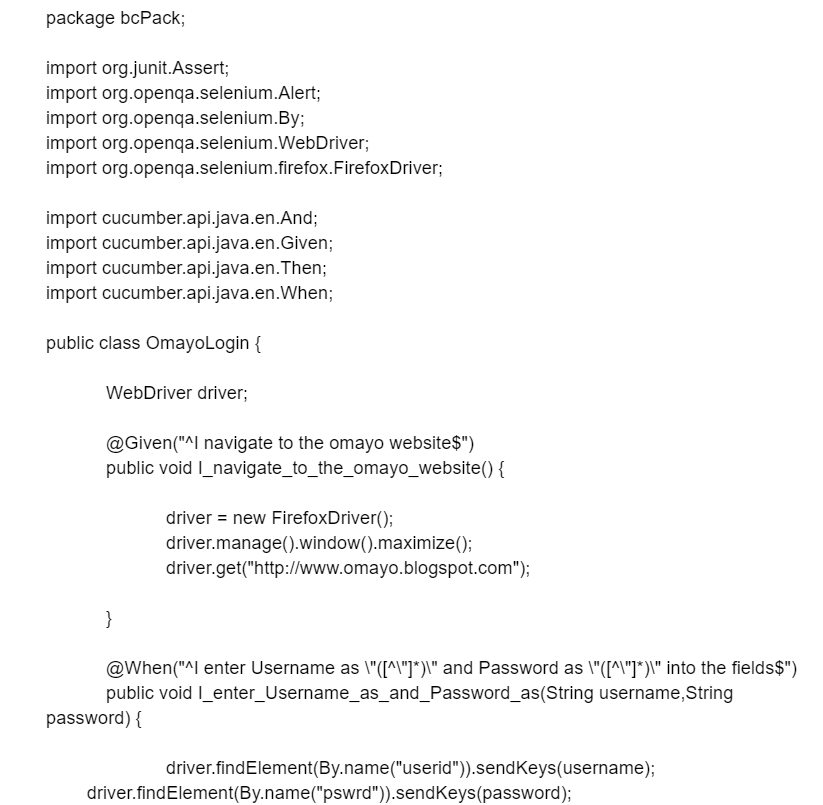 package bcPack;
import org.junit.Assert;
import org.openqa.selenium.Alert;
import org.openqa.selenium.By;
import org.openqa.selenium.WebDriver;
import org.openqa.selenium.firefox.FirefoxDriver;
import cucumber.api.java.en.And;
import cucumber.api.java.en.Given;
import cucumber.api.java.en.Then;
import cucumber.api.java.en.When;
public class OmayoLogin {
WebDriver driver;
@Given("^I navigate to the omayo website$")
public void I_navigate_to_the_omayo_website() {
driver = new FirefoxDriver();
driver.manage().window().maximize();
driver.get("http://www.omayo.blogspot.com");
}
@When("^I enter Username as \"([^\"]*)\" and Password as \"([^\"]*)\" into the fields$")
public void I_enter_Username_as_and_Password_as(String username,String
password) {
driver.findElement(By.name("userid")).sendKeys(username);
driver.findElement(By.name("pswrd")).sendKeys(password);